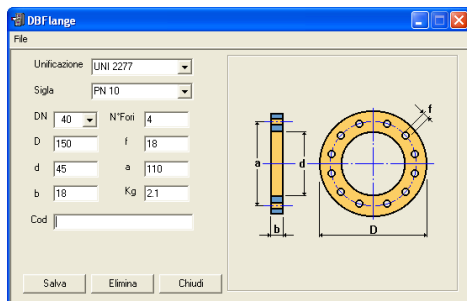 DBFlange
File
Unificazione UNI 2277
Sigla PN 10
DN 40 N°Fori 4
D 150 f 18
d 45 a 110
b 18 Kg 2.1
Cod
Salva Elimina Chiudi
f
a d
b
D